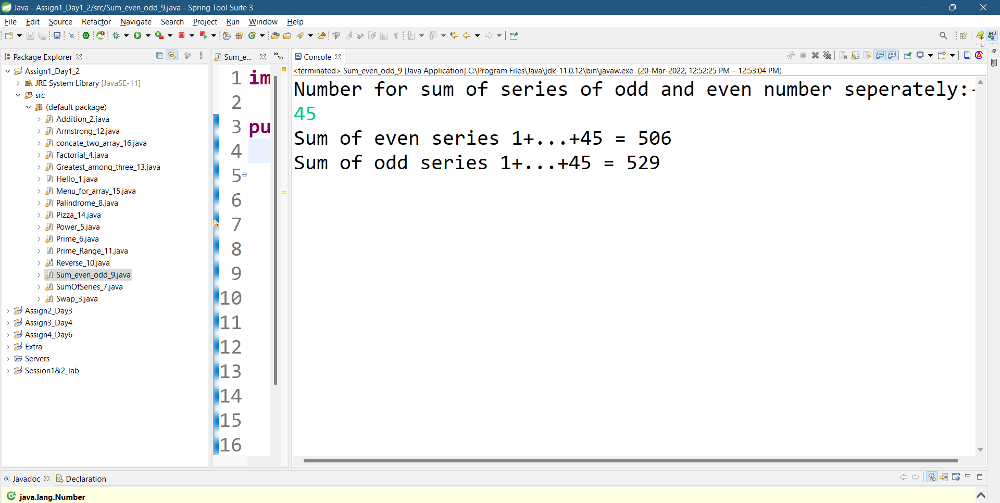 Java - Assign1_Day1_2/src/Sum_even_odd_9.java - Spring Tool Suite 3
File Edit Source Refactor Navigate Search Project Run Window Help
Package Explorer
Assign1_Day1_2
JRE System Library [JavaSE-11]
src
(default package)
Addition_2.java
Armstrong_12.java
concate_two_array_16.java
Factorial_4.java
Greatest_among_three_13.java
Hello_1.java
Menu_for_array_15.java
Palindrome_8.java
Pizza_14.java
Power_5.java
Prime_6.java
Prime_Range_11.java
Reverse_10.java
Sum_even_odd_9.java
SumOfSeries_7.java
Swap_3.java
Assign2_Day3
Assign3_Day4
Assign4_Day6
Extra
Servers
Session1&2_lab
Sum_e... »16
1 im
2
3 pu
4
5
6
7
8
9
10
11
12
13
14
15
16
Console
<terminated> Sum_even_odd_9 [Java Application] C:\Program Files\Java\jdk-11.0.12\bin\javaw.exe (20-Mar-2022, 12:52:25 PM – 12:53:04 PM)
Number for sum of series of odd and even number seperately:-
45
Sum of even series 1+...+45 = 506
Sum of odd series 1+...+45 = 529
@ Javadoc Declaration
java.lang.Number